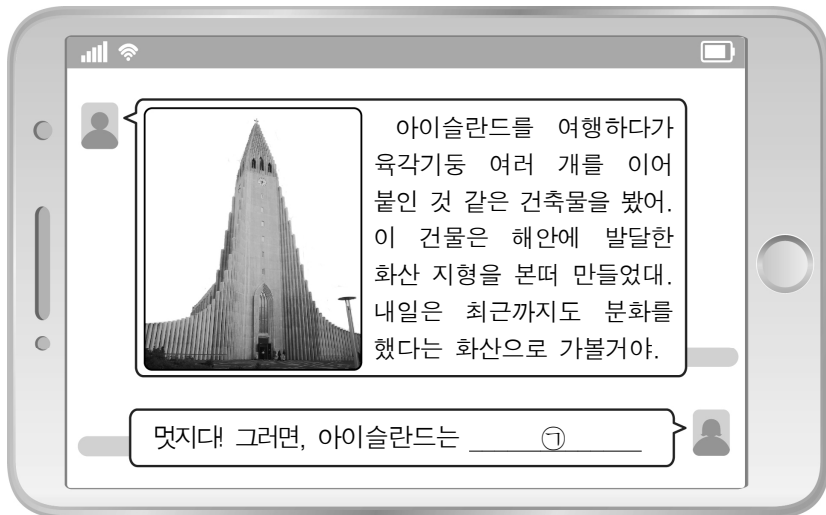 아이슬란드를 여행하다가
육각기둥 여러 개를 이어
붙인 것 같은 건축물을 봤어.
이 건물은 해안에 발달한
화산 지형을 본떠 만들었대.
내일은 최근까지도 분화를
했다는 화산으로 가볼거야.
멋지다! 그러면, 아이슬란드는 ㉠